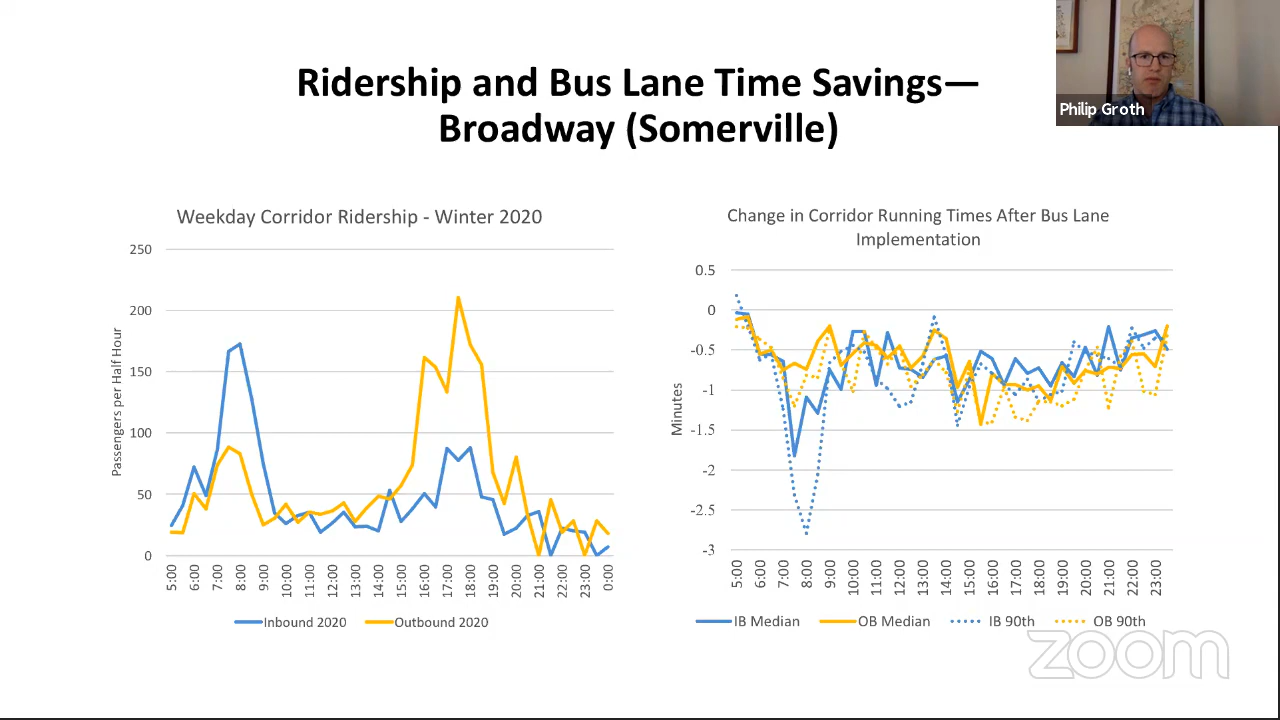 Ridership and Bus Lane Time Savings—
Broadway (Somerville)
Philip Groth
Weekday Corridor Ridership - Winter 2020
Passengers per Half Hour
250
200
150
100
50
0
5:00 6:00 7:00 8:00 9:00 10:00 11:00 12:00 13:00 14:00 15:00 16:00 17:00 18:00 19:00 20:00 21:00 22:00 23:00 0:00
Inbound 2020 Outbound 2020
Change in Corridor Running Times After Bus Lane
Implementation
Minutes
0.5
0
-0.5
-1
-1.5
-2
-2.5
-3
5:00 6:00 7:00 8:00 9:00 10:00 11:00 12:00 13:00 14:00 15:00 16:00 17:00 18:00 19:00 20:00 21:00 22:00 23:00
IB Median OB Median IB 90th OB 90th
zoom